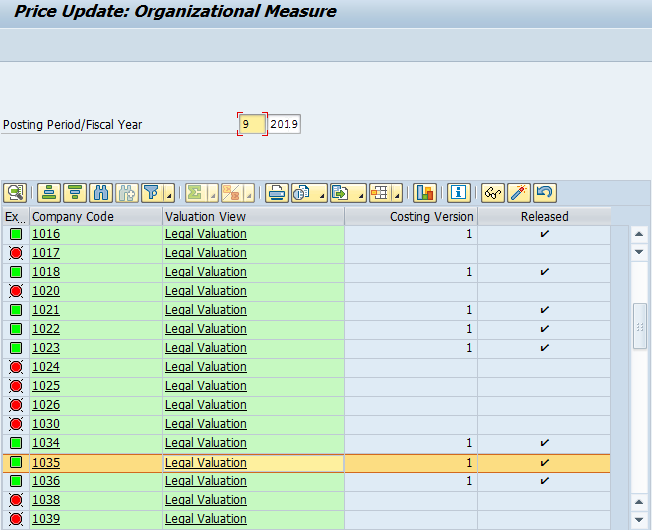 Price Update: Organizational Measure
Posting Period/Fiscal Year 9 2019
Ex... Company Code Valuation View Costing Version Released
1016 Legal Valuation 1 ✔
1017 Legal Valuation
1018 Legal Valuation 1 ✔
1020 Legal Valuation
1021 Legal Valuation 1 ✔
1022 Legal Valuation 1 ✔
1023 Legal Valuation 1 ✔
1024 Legal Valuation
1025 Legal Valuation
1026 Legal Valuation
1030 Legal Valuation
1034 Legal Valuation 1 ✔
1035 Legal Valuation 1 ✔
1036 Legal Valuation 1 ✔
1038 Legal Valuation
1039 Legal Valuation